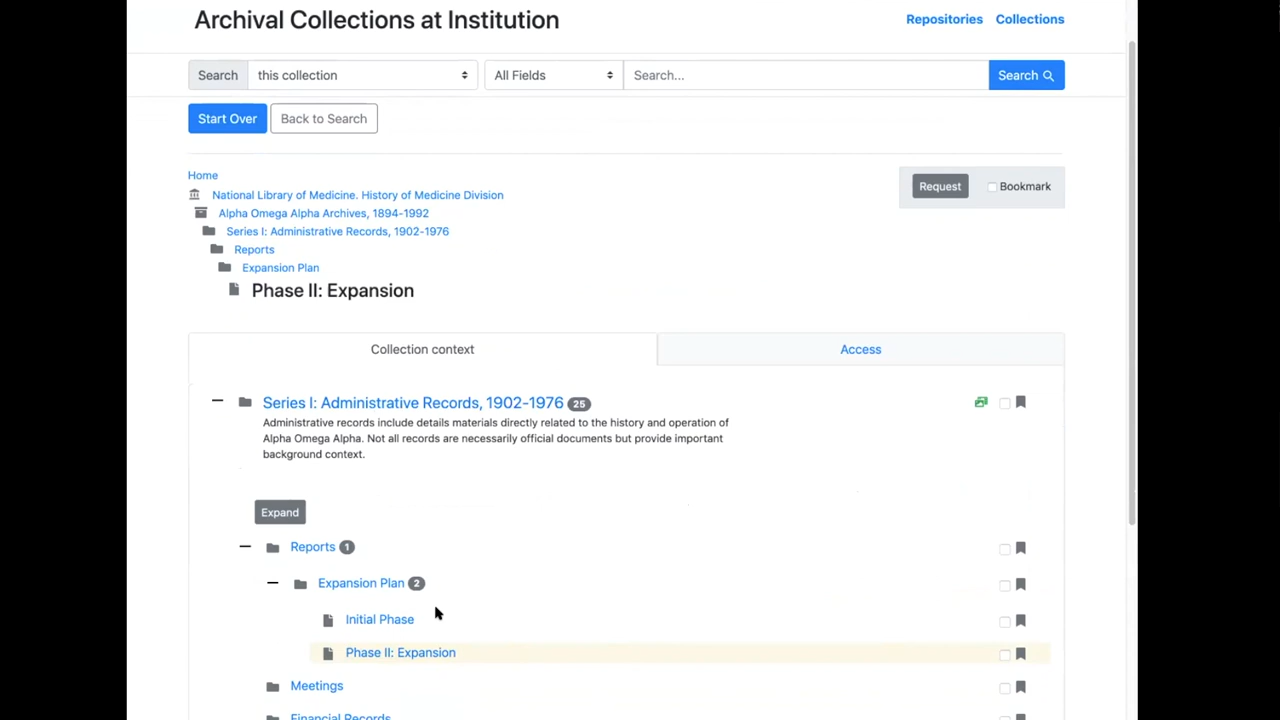 Archival Collections at Institution
Repositories Collections
Search this collection All Fields Search... Search
Start Over Back to Search
Home
National Library of Medicine. History of Medicine Division
Request Bookmark
Alpha Omega Alpha Archives, 1894-1992
Series I: Administrative Records, 1902-1976
Reports
Expansion Plan
Phase II: Expansion
Collection context Access
Series I: Administrative Records, 1902-1976 25
Administrative records include details materials directly related to the history and operation of
Alpha Omega Alpha. Not all records are necessarily official documents but provide important
background context.
Expand
Reports 1
Expansion Plan 2
Initial Phase
Phase II: Expansion
Meetings
Financial Records